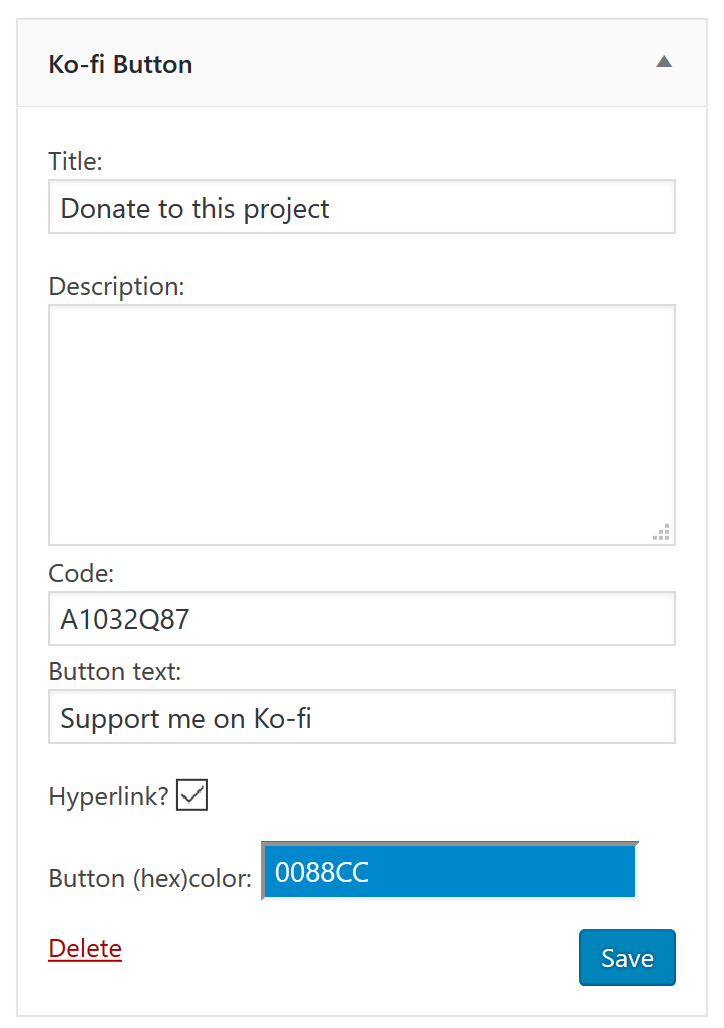 Ko-fi Button
Title:
Donate to this project
Description:
Code:
A1032Q87
Button text:
Support me on Ko-fi
Hyperlink?
Button (hex)color: 0088CC
Delete Save